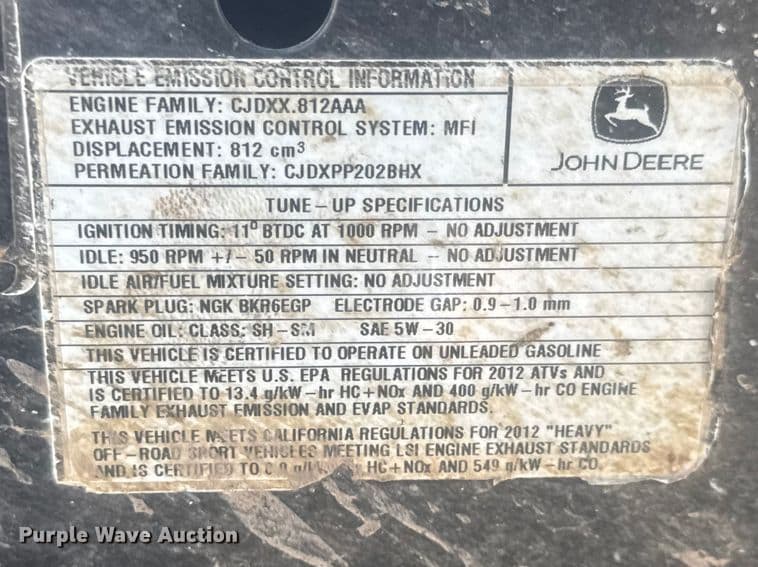 VEHICLE EMISSION CONTROL INFORMATION
ENGINE FAMILY: CJDXX.812AAA
EXHAUST EMISSION CONTROL SYSTEM: MFI
DISPLACEMENT: 812 cm³
PERMEATION FAMILY: CJDXPP202BHX
JOHN DEERE
TUNE-UP SPECIFICATIONS
IGNITION TIMING: 11° BTDC AT 1000 RPM - NO ADJUSTMENT
IDLE: 950 RPM +/- 50 RPM IN NEUTRAL - NO ADJUSTMENT
IDLE AIR/FUEL MIXTURE SETTING: NO ADJUSTMENT
SPARK PLUG: NGK BKR6EGP ELECTRODE GAP: 0.9-1.0 mm
ENGINE OIL: CLASS: SH-SM SAE 5W-30
THIS VEHICLE IS CERTIFIED TO OPERATE ON UNLEADED GASOLINE
THIS VEHICLE MEETS U.S. EPA REGULATIONS FOR 2012 ATVs AND
IS CERTIFIED TO 13.4 g/kW-hr HC+NOx AND 400 g/kW-hr CO ENGINE
FAMILY EXHAUST EMISSION AND EVAP STANDARDS.
THIS VEHICLE MEETS CALIFORNIA REGULATIONS FOR 2012 "HEAVY"
OFF-ROAD SPORT VEHICLES MEETING LSI ENGINE EXHAUST STANDARDS
AND IS CERTIFIED TO HC+NOx AND 549 g/kW-hr CO.
Purple Wave Auction